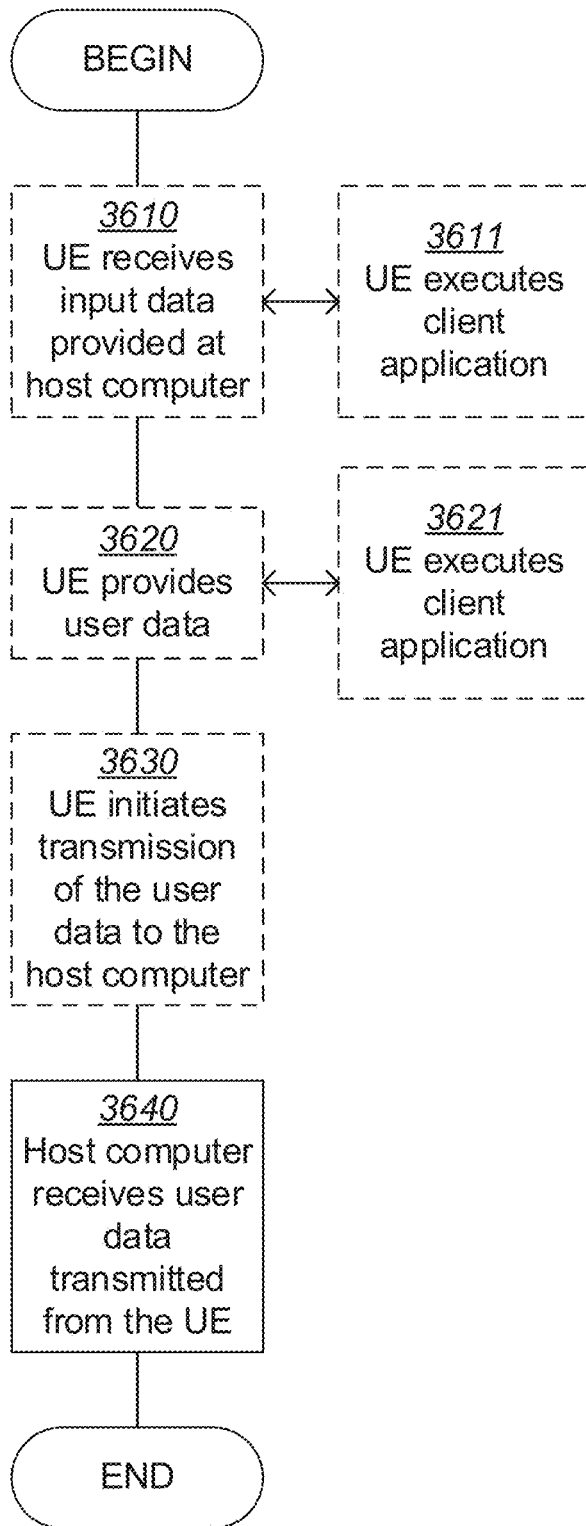 BEGIN
3610
UE receives
input data
provided at
host computer
3611
UE executes
client
application
3620
UE provides
user data
3621
UE executes
client
application
3630
UE initiates
transmission
of the user
data to the
host computer
3640
Host computer
receives user
data
transmitted
from the UE
END